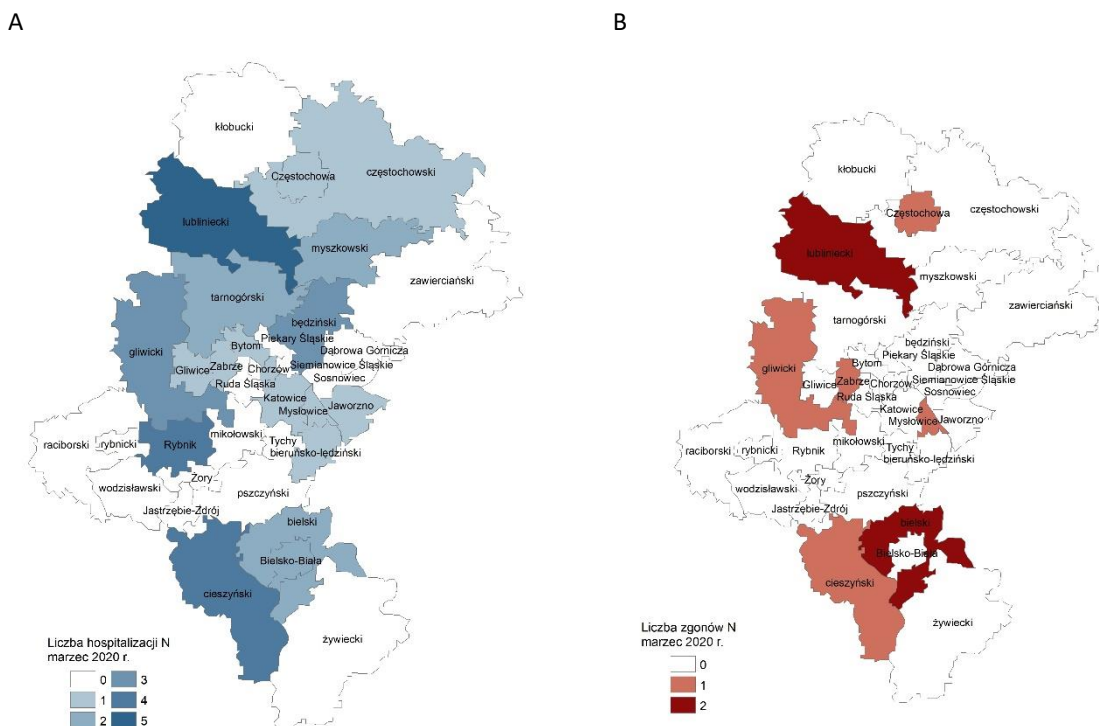 A
kłobucki
Częstochowa
częstochowski
lubliniecki
myszkowski
zawierciański
tarnogórski
będziński
Bytom
Piekary Śląskie
Dąbrowa Górnicza
gliwicki
Gliwice
Zabrze
Chorzów
Siemianowice Śląskie
Ruda Śląska
Sosnowiec
Katowice
Mysłowice
Jaworzno
raciborski
rybnicki
Rybnik
mikołowski
Tychy
bieruńsko-lędziński
wodzisławski
Żory
pszczyński
Jastrzębie-Zdrój
bielski
Bielsko-Biała
cieszyński
żywiecki
Liczba hospitalizacji N
marzec 2020 r.
0 3
1 4
2 5
B
kłobucki
Częstochowa
częstochowski
lubliniecki
myszkowski
zawierciański
tarnogórski
będziński
Bytom
Piekary Śląskie
Dąbrowa Górnicza
gliwicki
Gliwice
Zabrze
Chorzów
Siemianowice Śląskie
Ruda Śląska
Sosnowiec
Katowice
Mysłowice
Jaworzno
raciborski
rybnicki
Rybnik
mikołowski
Tychy
bieruńsko-lędziński
wodzisławski
Żory
pszczyński
Jastrzębie-Zdrój
bielski
Bielsko-Biała
cieszyński
żywiecki
Liczba zgonów N
marzec 2020 r.
0
1
2